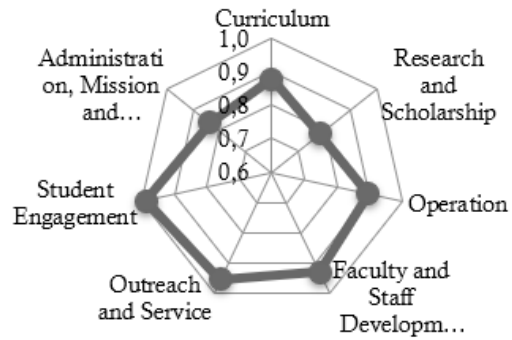 Curriculum
1,0
0,9
0,8
0,7
0,6
Research
and
Scholarship
Operation
Faculty and
Staff
Developm…
Outreach
and Service
Student
Engagement
Administrati
on, Mission
and…